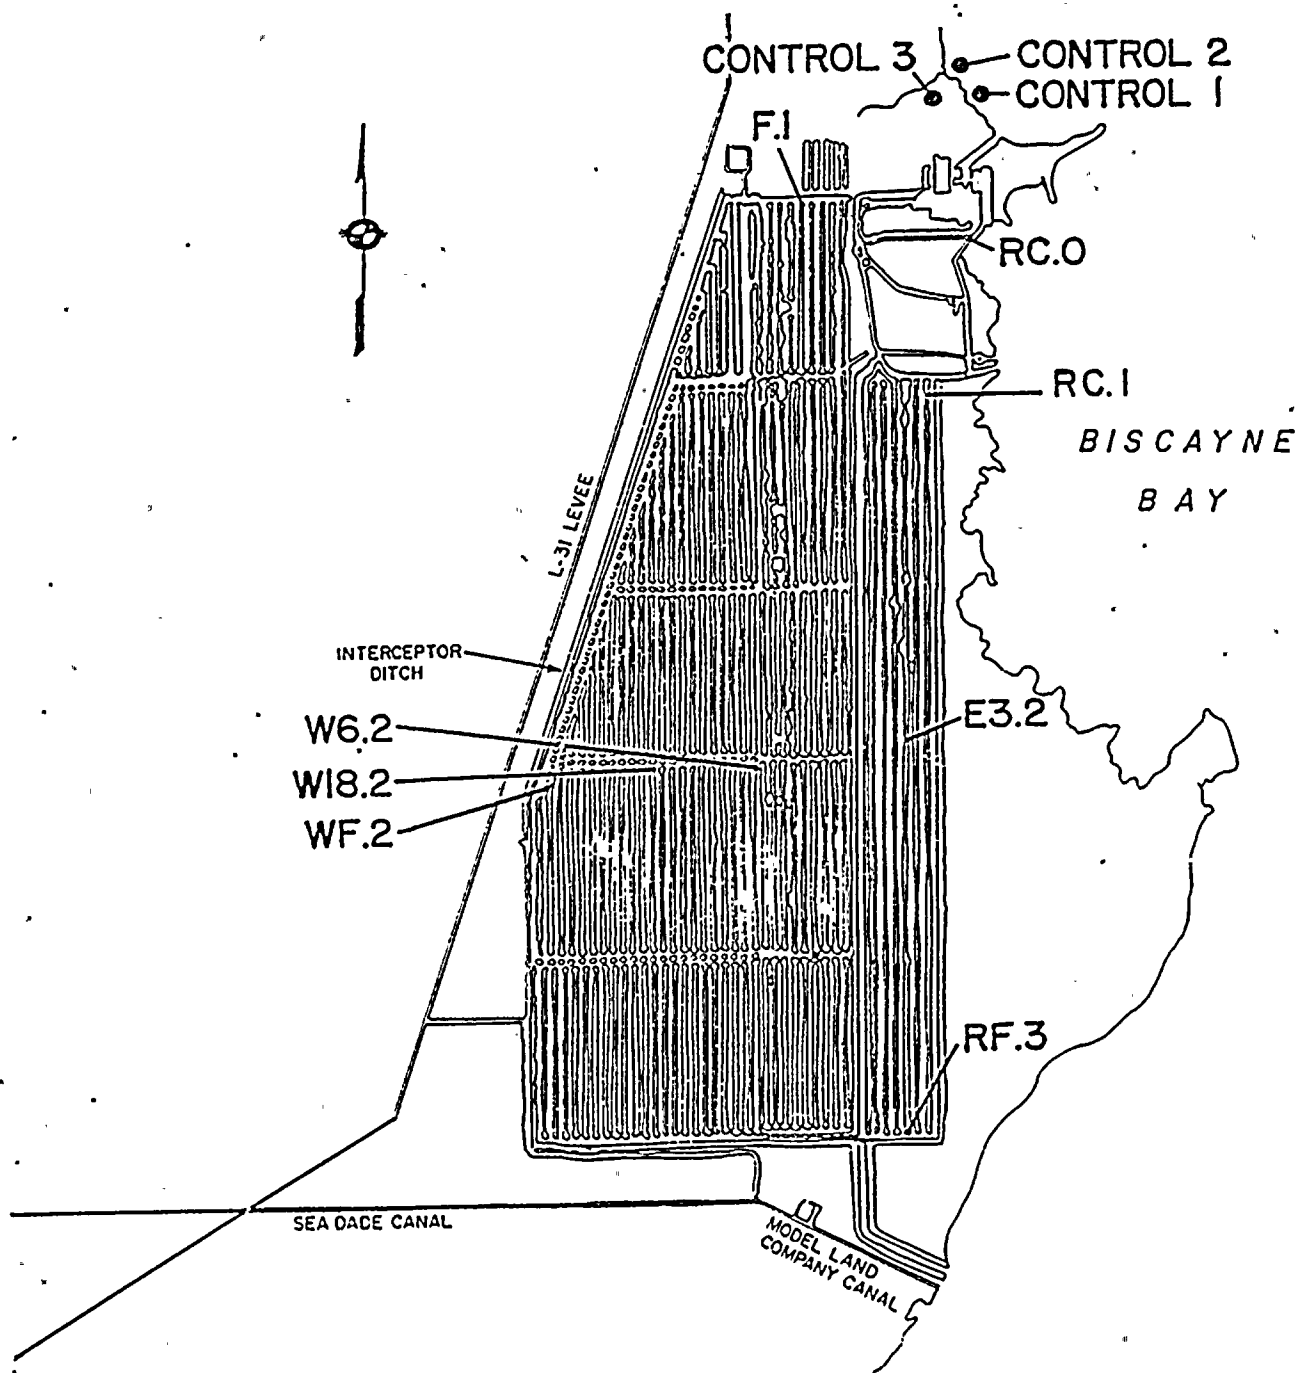 CONTROL 3
CONTROL 2
CONTROL 1
F.1
RC.0
RC.1
BISCAYNE
BAY
L-31 LEVEE
INTERCEPTOR
DITCH
W6.2
E3.2
W18.2
WF.2
RF.3
SEA DADE CANAL
MODEL LAND
COMPANY CANAL